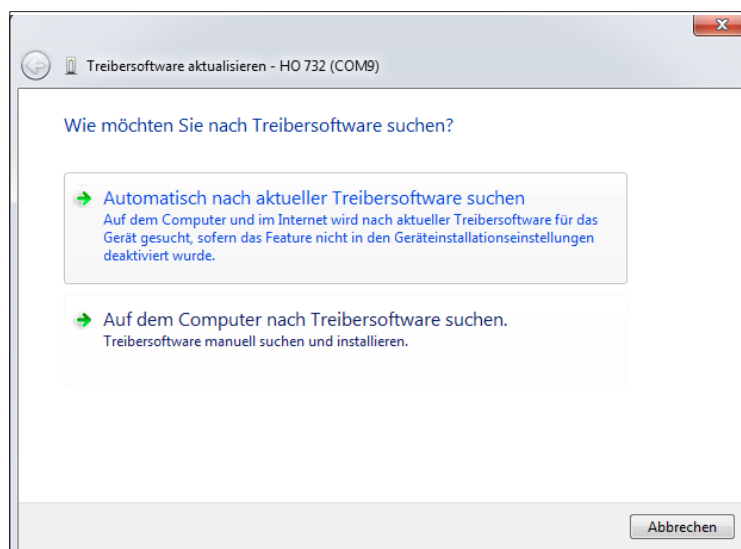 Treibersoftware aktualisieren - HO 732 (COM9)
Wie möchten Sie nach Treibersoftware suchen?
Automatisch nach aktueller Treibersoftware suchen
Auf dem Computer und im Internet wird nach aktueller Treibersoftware für das
Gerät gesucht, sofern das Feature nicht in den Geräteinstallationseinstellungen
deaktiviert wurde.
Auf dem Computer nach Treibersoftware suchen.
Treibersoftware manuell suchen und installieren.
Abbrechen